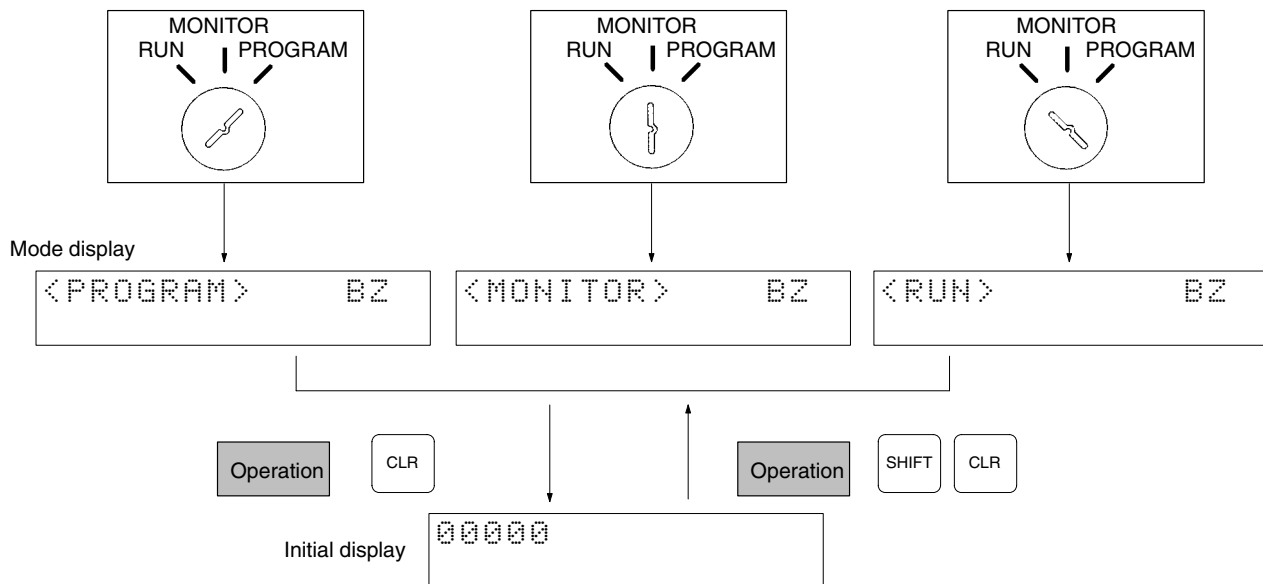 MONITOR
RUN PROGRAM
MONITOR
RUN PROGRAM
MONITOR
RUN PROGRAM
Mode display
<PROGRAM> BZ
<MONITOR> BZ
<RUN> BZ
Operation CLR
Operation SHIFT CLR
Initial display
00000